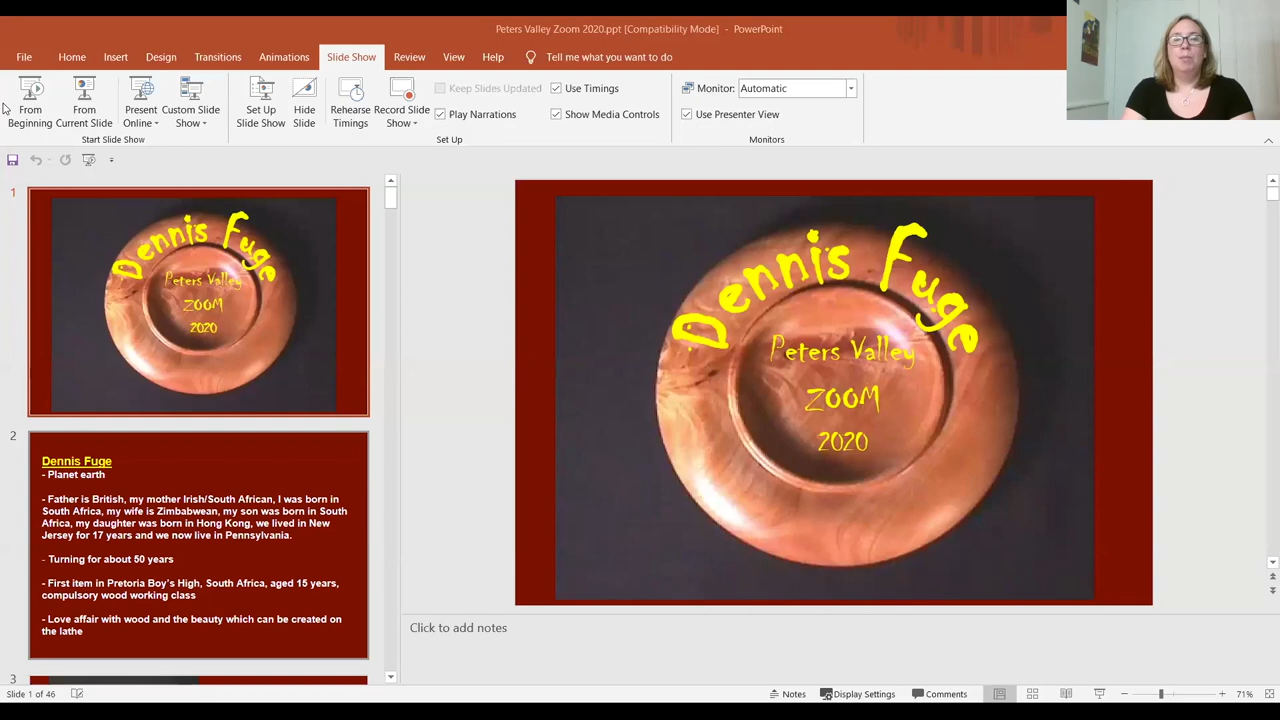 Peters Valley Zoom 2020.ppt [Compatibility Mode] - PowerPoint
File Home Insert Design Transitions Animations Slide Show Review View Help Tell me what you want to do
From Beginning
From Current Slide
Present Online
Custom Slide Show
Start Slide Show
Set Up Slide Show
Hide Slide
Rehearse Timings
Record Slide Show
Keep Slides Updated
Play Narrations
Use Timings
Show Media Controls
Set Up
Monitor: Automatic
Use Presenter View
Monitors
1
Dennis Fuge
Peters Valley
ZOOM
2020
2
Dennis Fuge
- Planet earth
- Father is British, my mother Irish/South African, I was born in
South Africa, my wife is Zimbabwean, my son was born in South
Africa, my daughter was born in Hong Kong, we lived in New
Jersey for 17 years and we now live in Pennsylvania.
- Turning for about 50 years
- First item in Pretoria Boy's High, South Africa, aged 15 years,
compulsory wood working class
- Love affair with wood and the beauty which can be created on
the lathe
3
Dennis Fuge
Peters Valley
ZOOM
2020
Click to add notes
Slide 1 of 46
Notes Display Settings Comments 71%